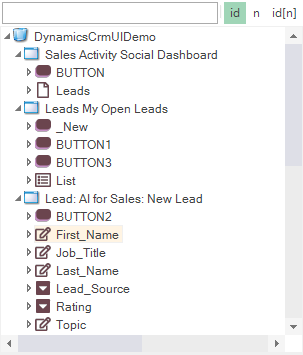 id n id[n]
DynamicsCrmUIDemo
Sales Activity Social Dashboard
BUTTON
Leads
Leads My Open Leads
_New
BUTTON1
BUTTON3
List
Lead: AI for Sales: New Lead
BUTTON2
First_Name
Job_Title
Last_Name
Lead_Source
Rating
Topic